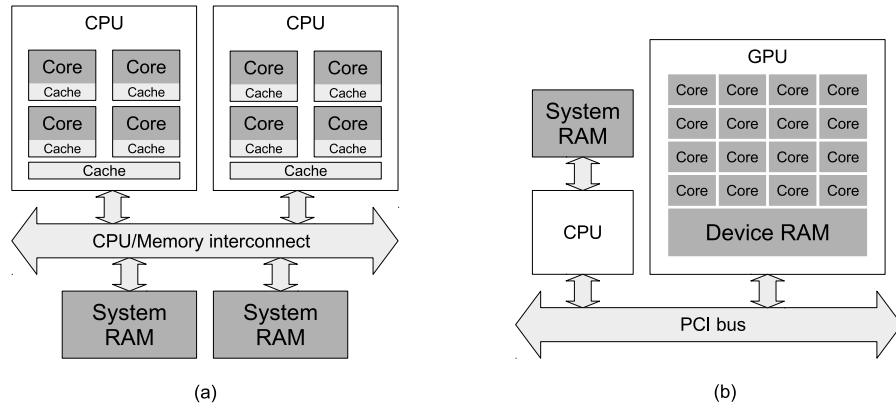 CPU
Core
Cache
Core
Cache
Core
Cache
Core
Cache
Cache
CPU
Core
Cache
Core
Cache
Core
Cache
Core
Cache
Cache
CPU/Memory interconnect
System
RAM
System
RAM
(a)
System
RAM
CPU
GPU
Core Core Core Core
Core Core Core Core
Core Core Core Core
Core Core Core Core
Device RAM
PCI bus
(b)